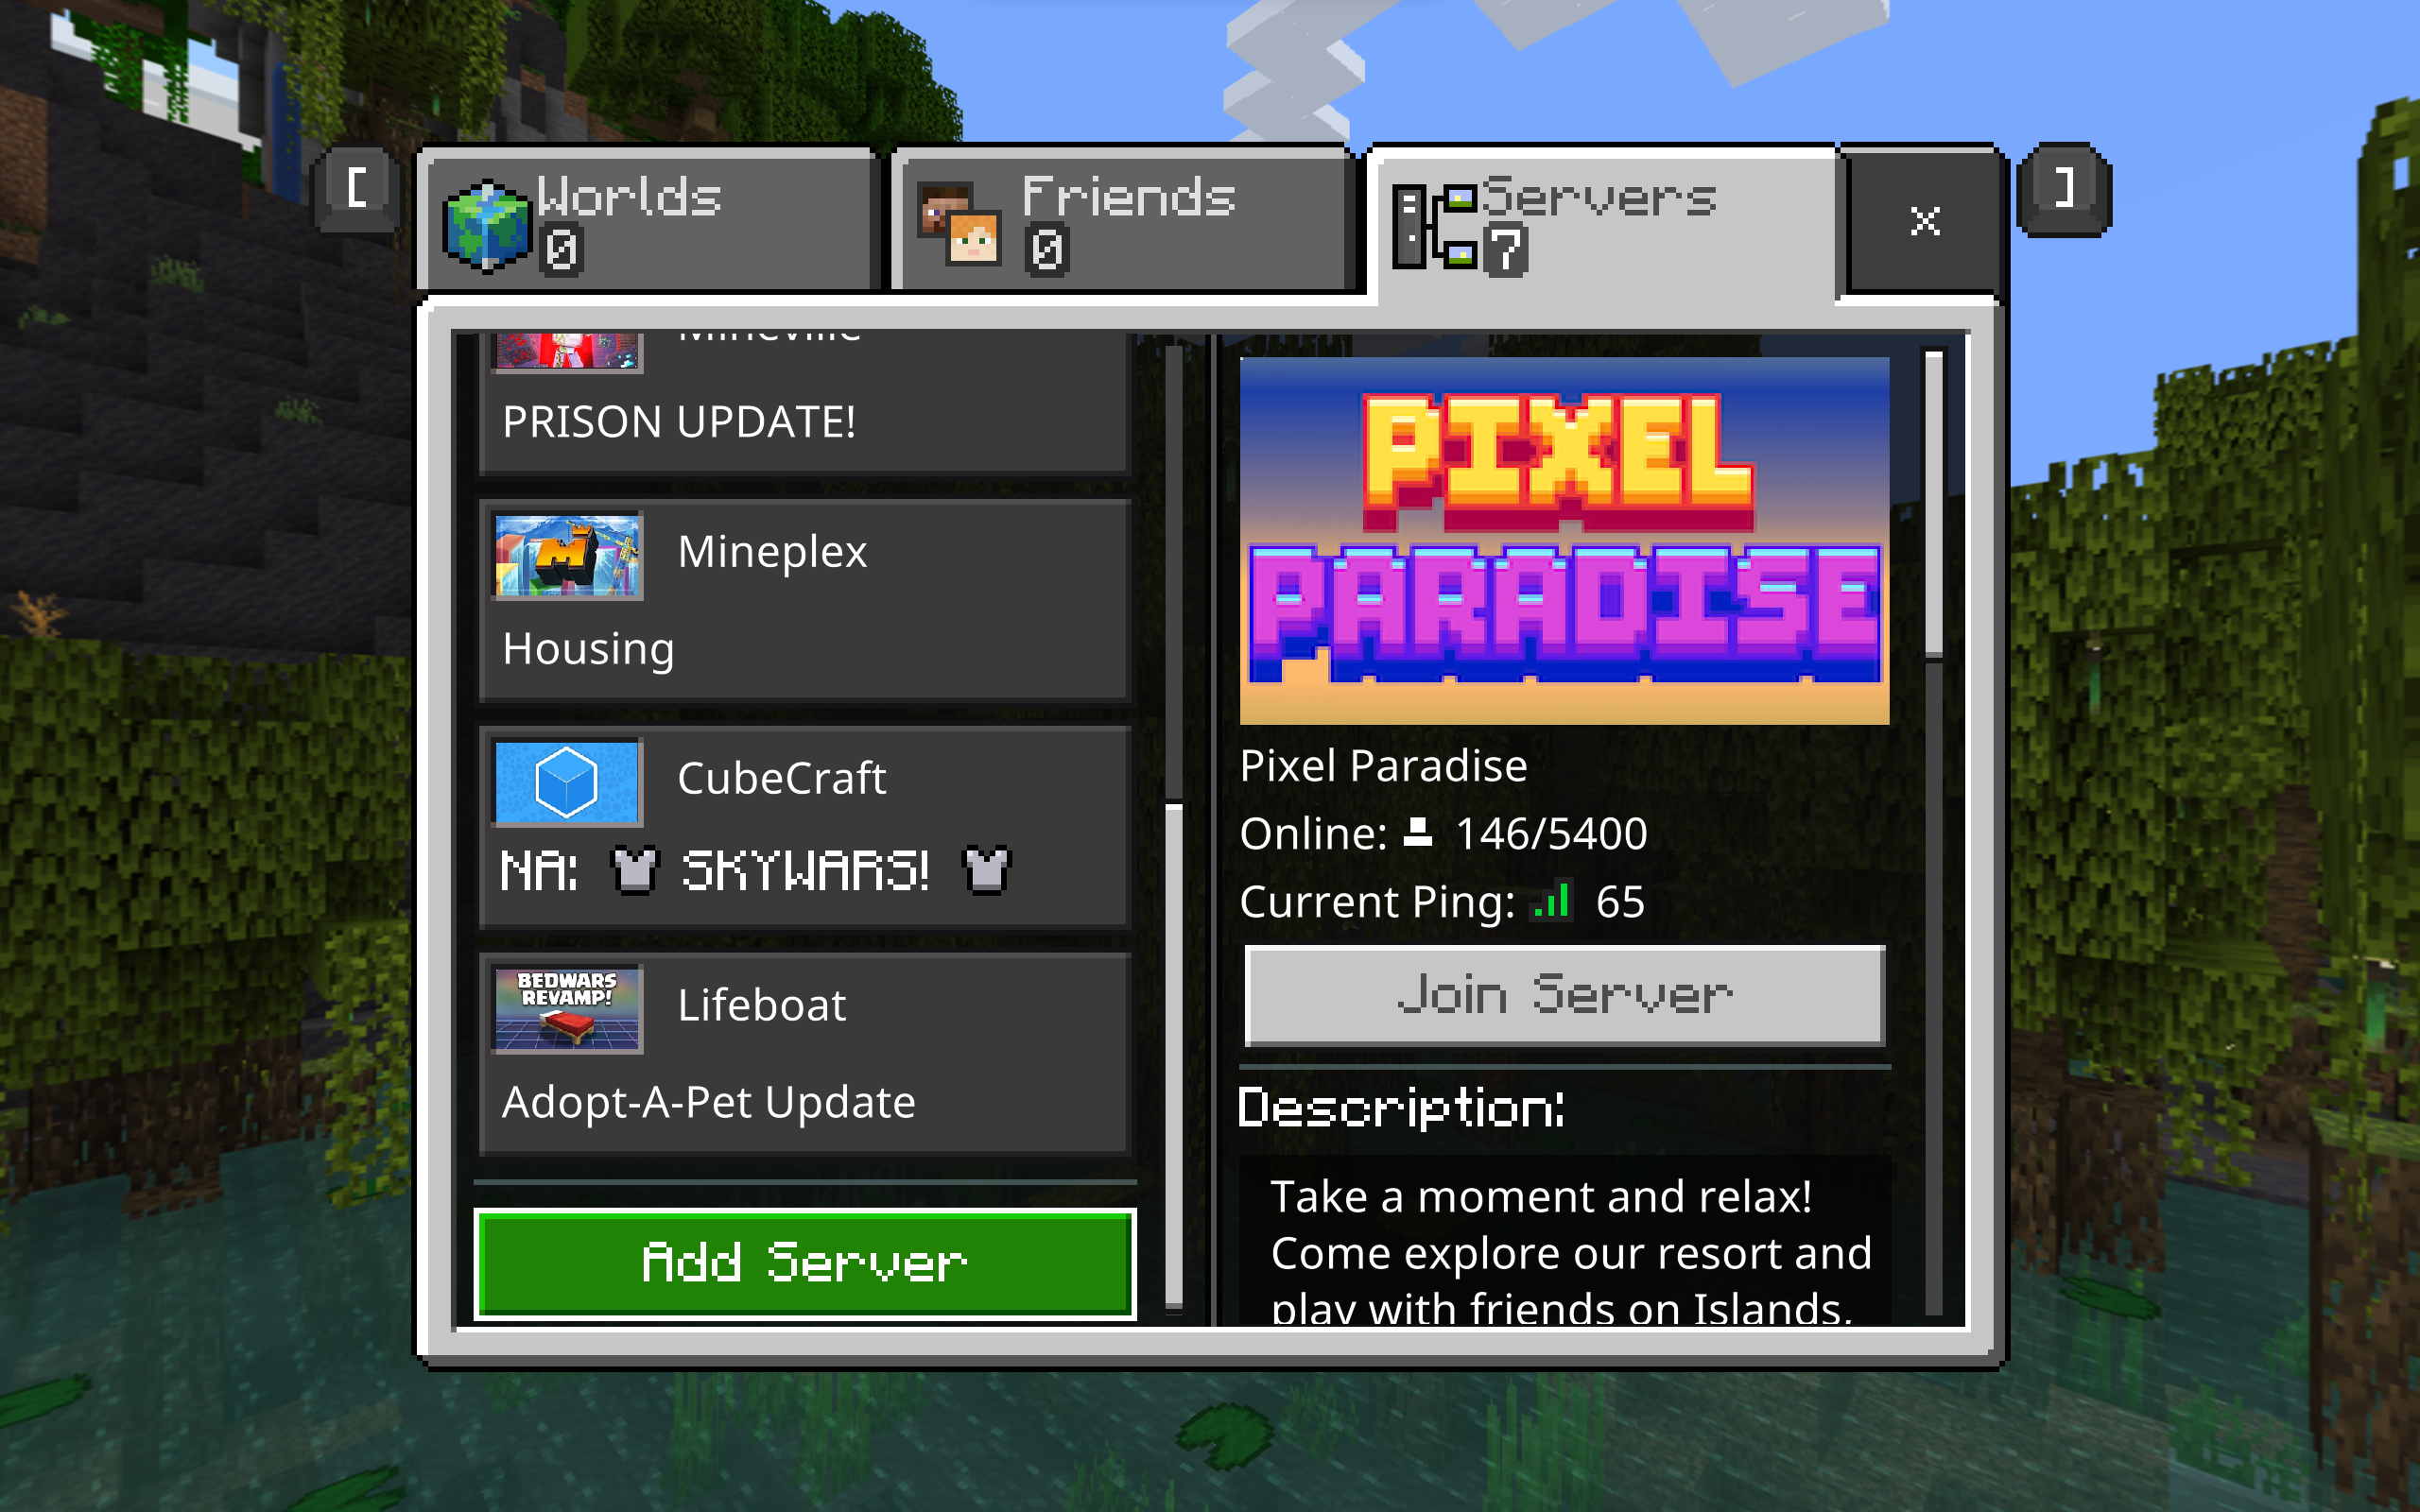 [
Worlds
0
Friends
0
Servers
7
x
]
Mineville
PRISON UPDATE!
Mineplex
Housing
CubeCraft
NA: SKYWARS!
BEDWARS
REVAMP!
Lifeboat
Adopt-A-Pet Update
Add Server
PIXEL
PARADISE
Pixel Paradise
Online: 146/5400
Current Ping: 65
Join Server
Description:
Take a moment and relax!
Come explore our resort and
play with friends on Islands,